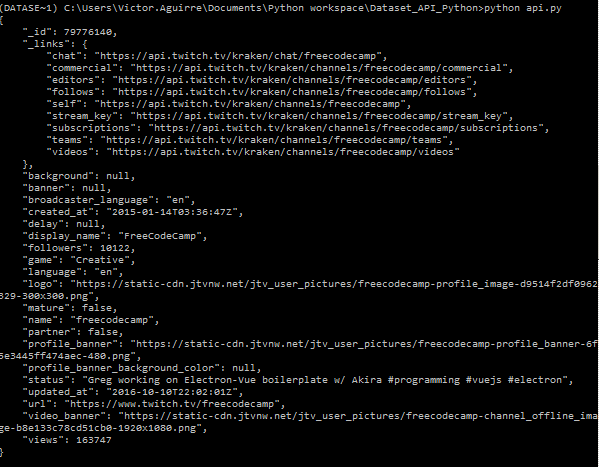 (DATASE~1) C:\Users\Victor.Aguirre\Documents\Python workspace\Dataset_API_Python>python api.py
{
    "_id": 79776140,
    "_links": {
        "chat": "https://api.twitch.tv/kraken/chat/freecodecamp",
        "commercial": "https://api.twitch.tv/kraken/channels/freecodecamp/commercial",
        "editors": "https://api.twitch.tv/kraken/channels/freecodecamp/editors",
        "follows": "https://api.twitch.tv/kraken/channels/freecodecamp/follows",
        "self": "https://api.twitch.tv/kraken/channels/freecodecamp",
        "stream_key": "https://api.twitch.tv/kraken/channels/freecodecamp/stream_key",
        "subscriptions": "https://api.twitch.tv/kraken/channels/freecodecamp/subscriptions",
        "teams": "https://api.twitch.tv/kraken/channels/freecodecamp/teams",
        "videos": "https://api.twitch.tv/kraken/channels/freecodecamp/videos"
    },
    "background": null,
    "banner": null,
    "broadcaster_language": "en",
    "created_at": "2015-01-14T03:36:47Z",
    "delay": null,
    "display_name": "FreeCodeCamp",
    "followers": 10122,
    "game": "Creative",
    "language": "en",
    "logo": "https://static-cdn.jtvnw.net/jtv_user_pictures/freecodecamp-profile_image-d9514f2df0962
329-300x300.png",
    "mature": false,
    "name": "freecodecamp",
    "partner": false,
    "profile_banner": "https://static-cdn.jtvnw.net/jtv_user_pictures/freecodecamp-profile_banner-6f
5e3445ff474aec-480.png",
    "profile_banner_background_color": null,
    "status": "Greg working on Electron-Vue boilerplate w/ Akira #programming #vuejs #electron",
    "updated_at": "2016-10-10T22:02:01Z",
    "url": "https://www.twitch.tv/freecodecamp",
    "video_banner": "https://static-cdn.jtvnw.net/jtv_user_pictures/freecodecamp-channel_offline_ima
ge-b8e133c78cd51cb0-1920x1080.png",
    "views": 163747
}